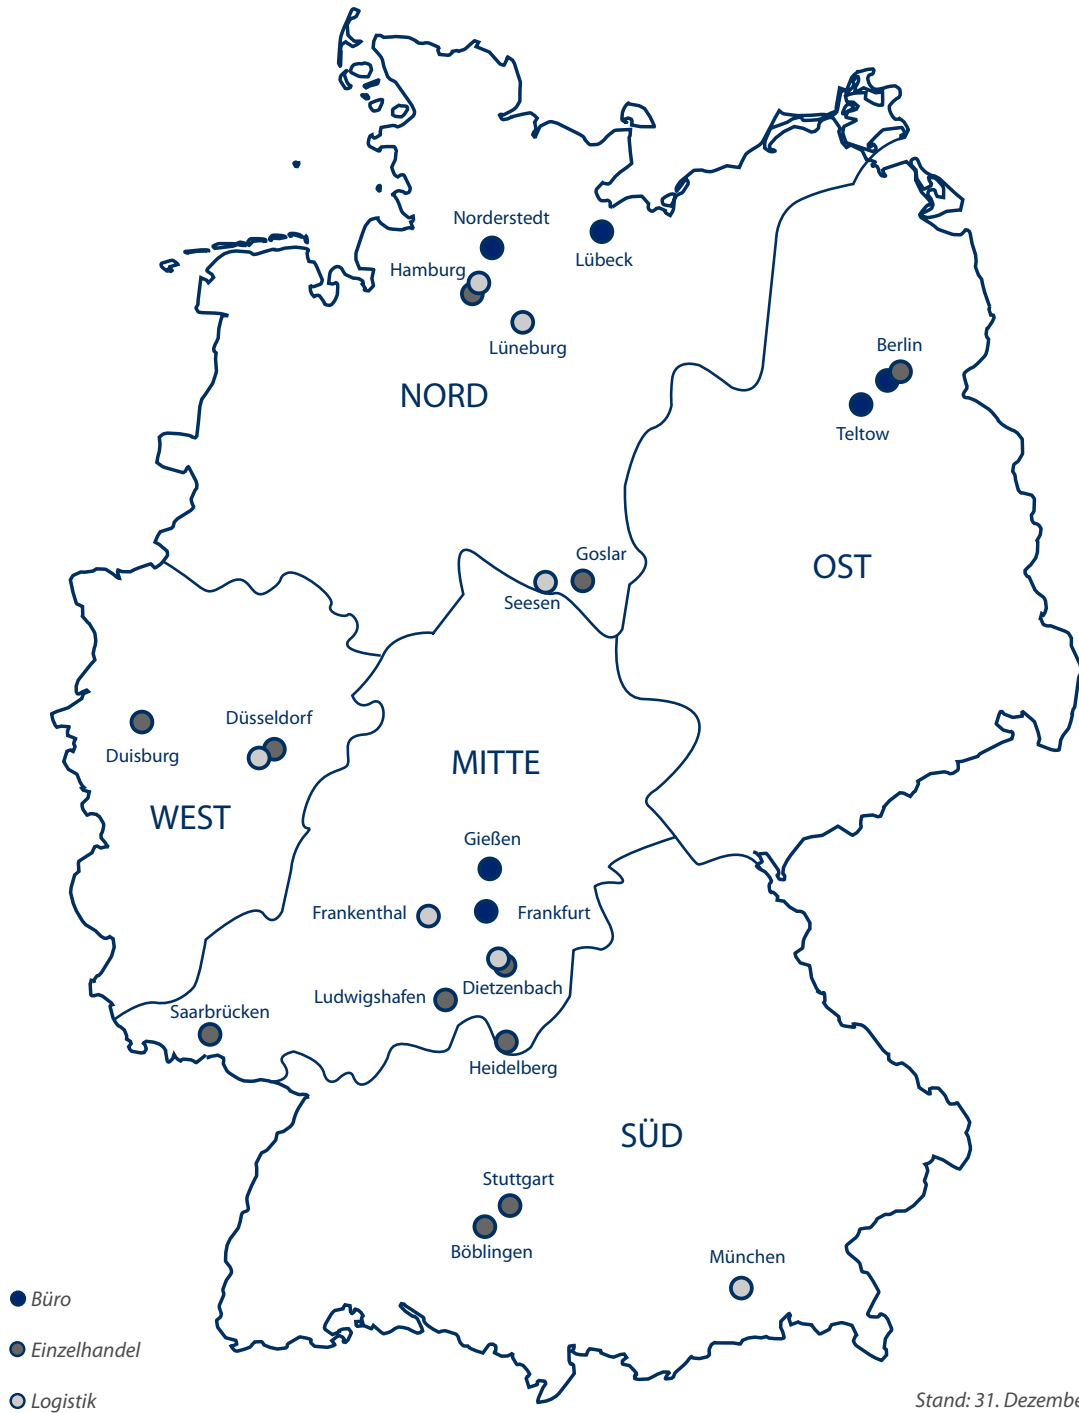 Norderstedt
Lübeck
Hamburg
Lüneburg
Berlin
NORD
Teltow
Goslar
OST
Seesen
Düsseldorf
Duisburg
MITTE
WEST
Gießen
Frankenthal
Frankfurt
Dietzenbach
Ludwigshafen
Saarbrücken
Heidelberg
SÜD
Stuttgart
Böblingen
München
Büro
Einzelhandel
Logistik
Stand: 31. Dezembe